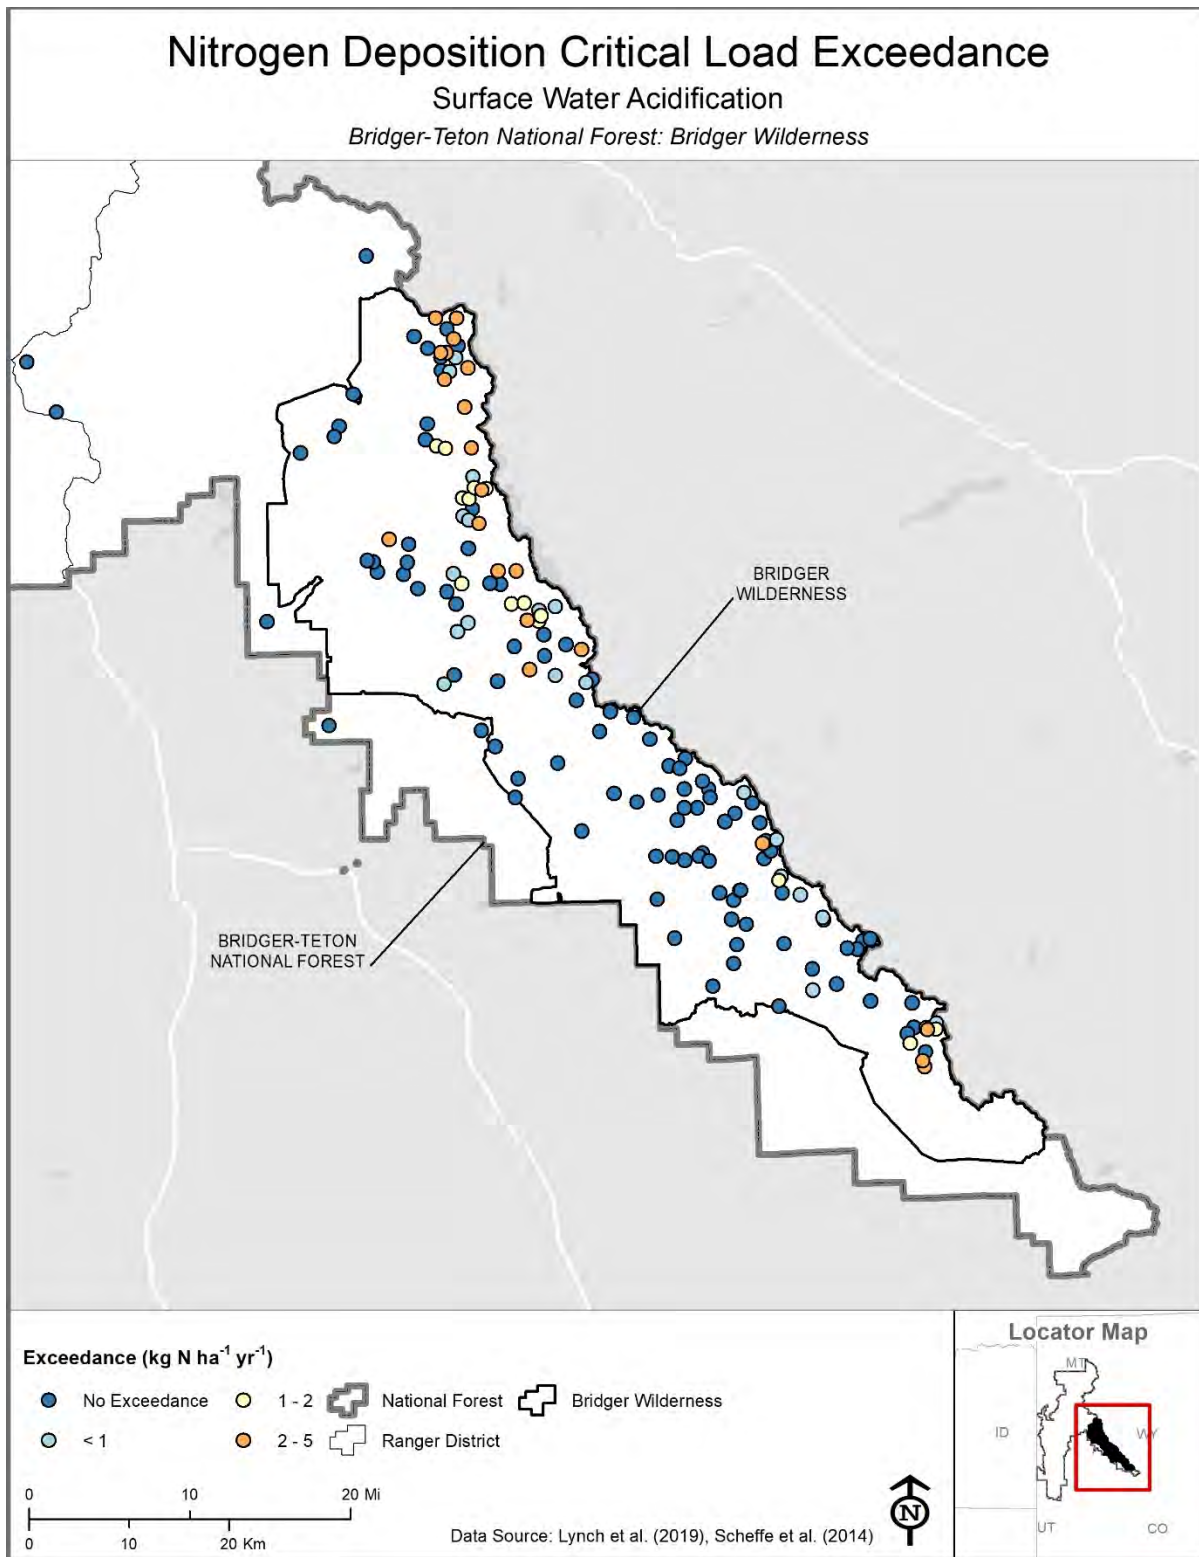 Nitrogen Deposition Critical Load Exceedance
Surface Water Acidification
Bridger-Teton National Forest: Bridger Wilderness
BRIDGER
WILDERNESS
BRIDGER-TETON
NATIONAL FOREST
Exceedance (kg N ha⁻¹ yr⁻¹)
No Exceedance
1 - 2
National Forest
Bridger Wilderness
< 1
2 - 5
Ranger District
0 10 20 Mi
0 10 20 Km
Data Source: Lynch et al. (2019), Scheffe et al. (2014)
N
Locator Map
MT
ID
WY
UT
CO